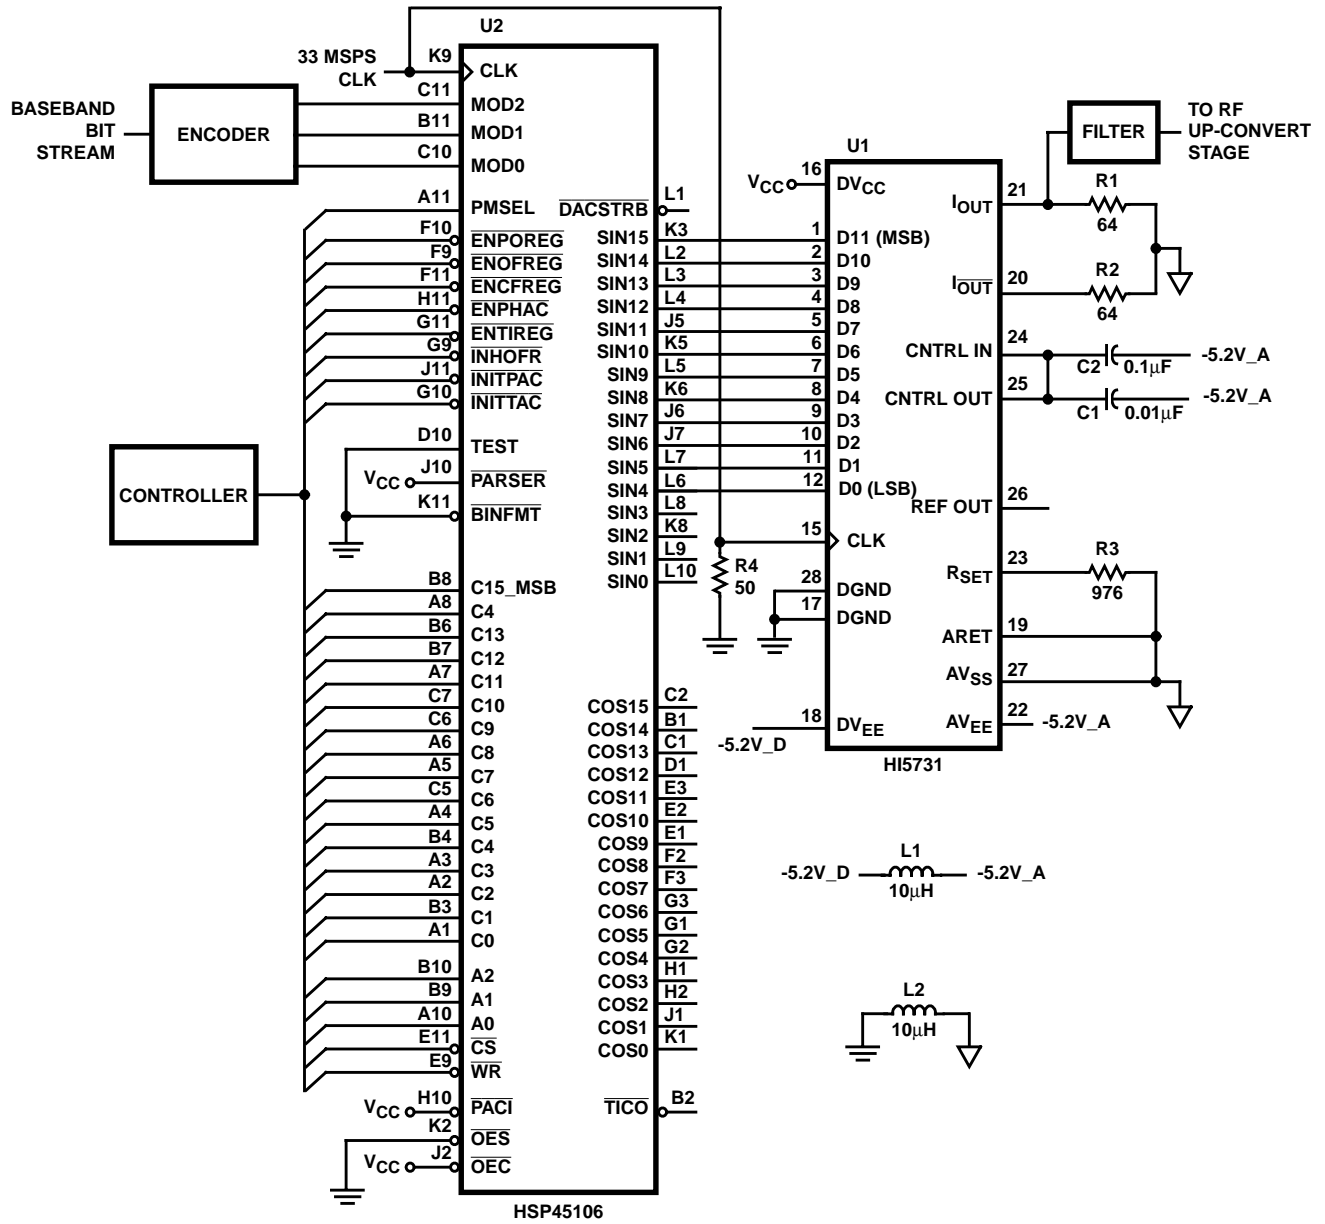 U2
33 MSPS
CLK
K9
CLK
C11
MOD2
B11
MOD1
C10
MOD0
BASEBAND
BIT
STREAM
ENCODER
A11
PMSEL
F10
ENPOREG
F9
ENOFREG
F11
ENCFREG
H11
ENPHAC
G11
ENTIREG
G9
INHOFR
J11
INITPAC
G10
INITTAC
D10
TEST
VCC
J10
PARSER
K11
BINFMT
CONTROLLER
B8
C15_MSB
A8
C4
B6
C13
B7
C12
A7
C11
C7
C10
C6
C9
A6
C8
A5
C7
C5
C6
A4
C5
B4
C4
A3
C3
A2
C2
B3
C1
A1
C0
B10
A2
B9
A1
A10
A0
E11
CS
E9
WR
VCC
H10
PACI
K2
OES
VCC
J2
OEC
DACSTRB
L1
SIN15
K3
SIN14
L2
SIN13
L3
SIN12
L4
SIN11
J5
SIN10
K5
SIN9
L5
SIN8
K6
SIN7
J6
SIN6
J7
SIN5
L7
SIN4
L6
SIN3
L8
SIN2
K8
SIN1
L9
SIN0
L10
COS15
C2
COS14
B1
COS13
C1
COS12
D1
COS11
E3
COS10
E2
COS9
E1
COS8
F2
COS7
F3
COS6
G3
COS5
G1
COS4
G2
COS3
H1
COS2
H2
COS1
J1
COS0
K1
TICO
B2
HSP45106
R4
50
U1
VCC
16
DVCC
1
D11 (MSB)
2
D10
3
D9
4
D8
5
D7
6
D6
7
D5
8
D4
9
D3
10
D2
11
D1
12
D0 (LSB)
15
CLK
28
DGND
17
DGND
-5.2V_D
18
DVEE
HI5731
FILTER
TO RF
UP-CONVERT
STAGE
IOUT
21
R1
64
IOUT
20
R2
64
CNTRL IN
24
C2
0.1µF
-5.2V_A
CNTRL OUT
25
C1
0.01µF
-5.2V_A
REF OUT
26
RSET
23
R3
976
ARET
19
AVSS
27
AVEE
22
-5.2V_A
L1
-5.2V_D
-5.2V_A
10µH
L2
10µH